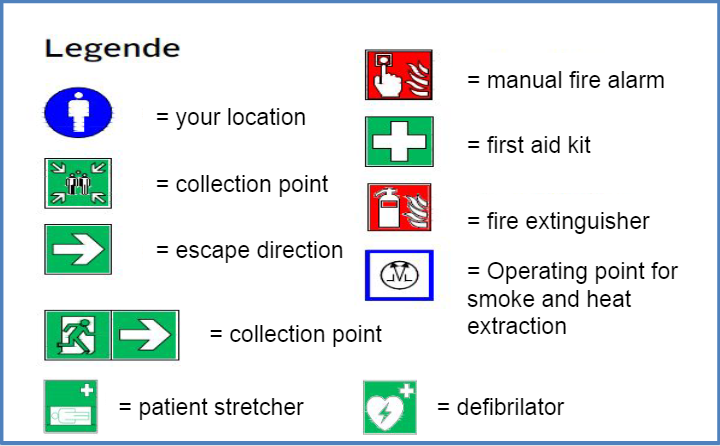 Legende
= your location
= collection point
= escape direction
= collection point
= patient stretcher
= manual fire alarm
= first aid kit
= fire extinguisher
= Operating point for
smoke and heat
extraction
= defibrilator